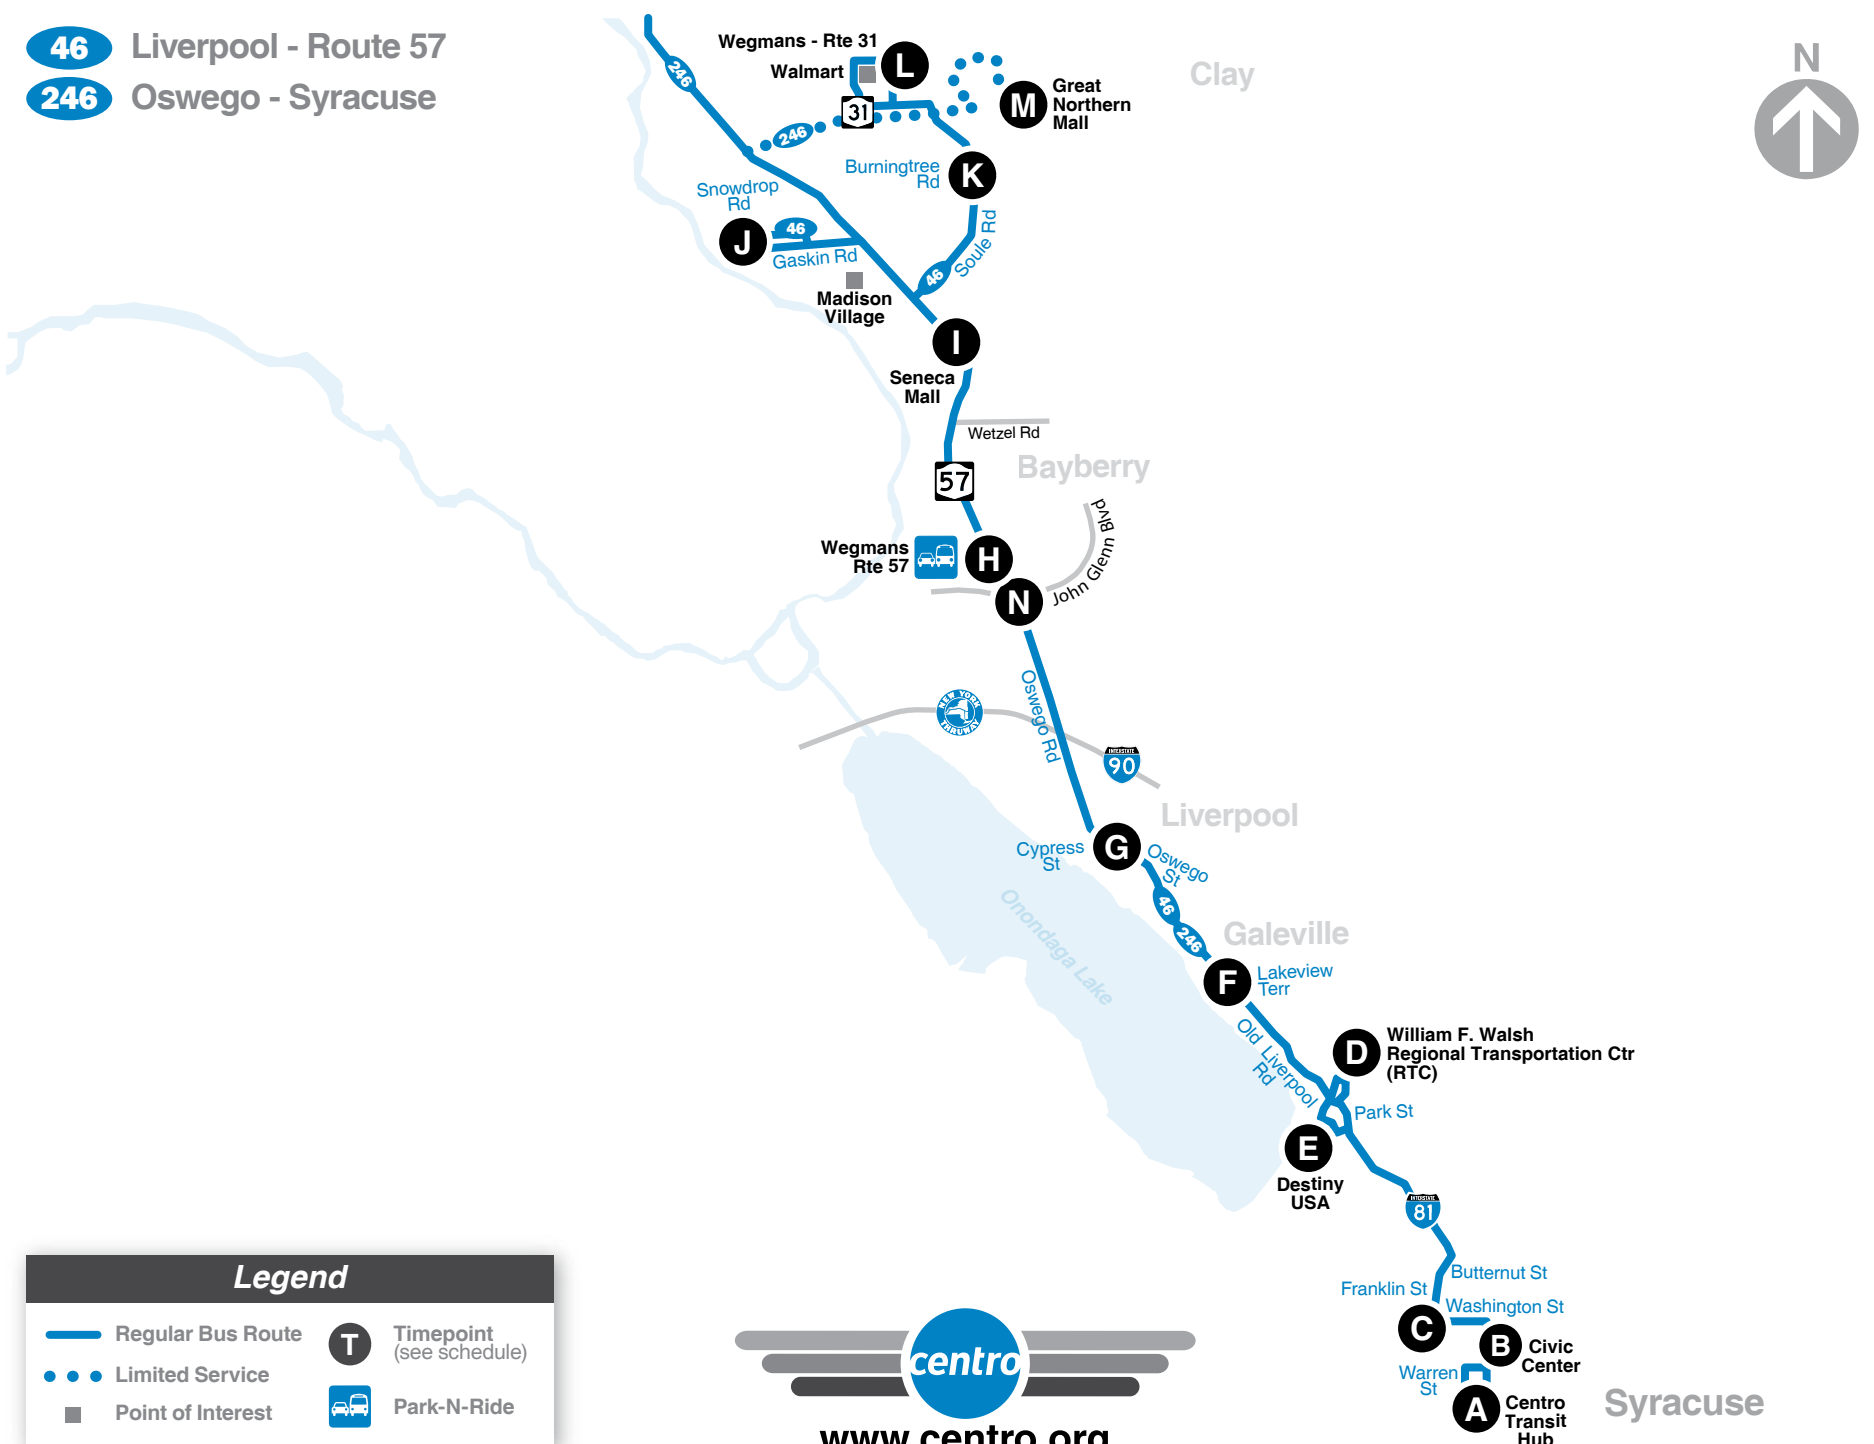 46 Liverpool - Route 57
246 Oswego - Syracuse
N
Clay
246
Wegmans - Rte 31
Walmart
L
31
246
M
Great
Northern
Mall
Burningtree
Rd
K
Snowdrop
Rd
J
46
Gaskin Rd
Soule Rd
46
Madison
Village
I
Seneca
Mall
Wetzel Rd
57
Bayberry
Wegmans
Rte 57
H
N
John Glenn Blvd
Oswego Rd
NEW YORK
THRUWAY
INTERSTATE
90
Liverpool
Cypress
St
G
Oswego
St
46
246
Galeville
Onondaga Lake
F
Lakeview
Terr
Old Liverpool
Rd
D
William F. Walsh
Regional Transportation Ctr
(RTC)
Park St
E
Destiny
USA
INTERSTATE
81
Butternut St
Franklin St
Washington St
C
B
Civic
Center
Warren
St
A
Centro
Transit
Hub
Syracuse
Legend
Regular Bus Route
Limited Service
Point of Interest
T
Timepoint
(see schedule)
Park-N-Ride
centro
www.centro.org